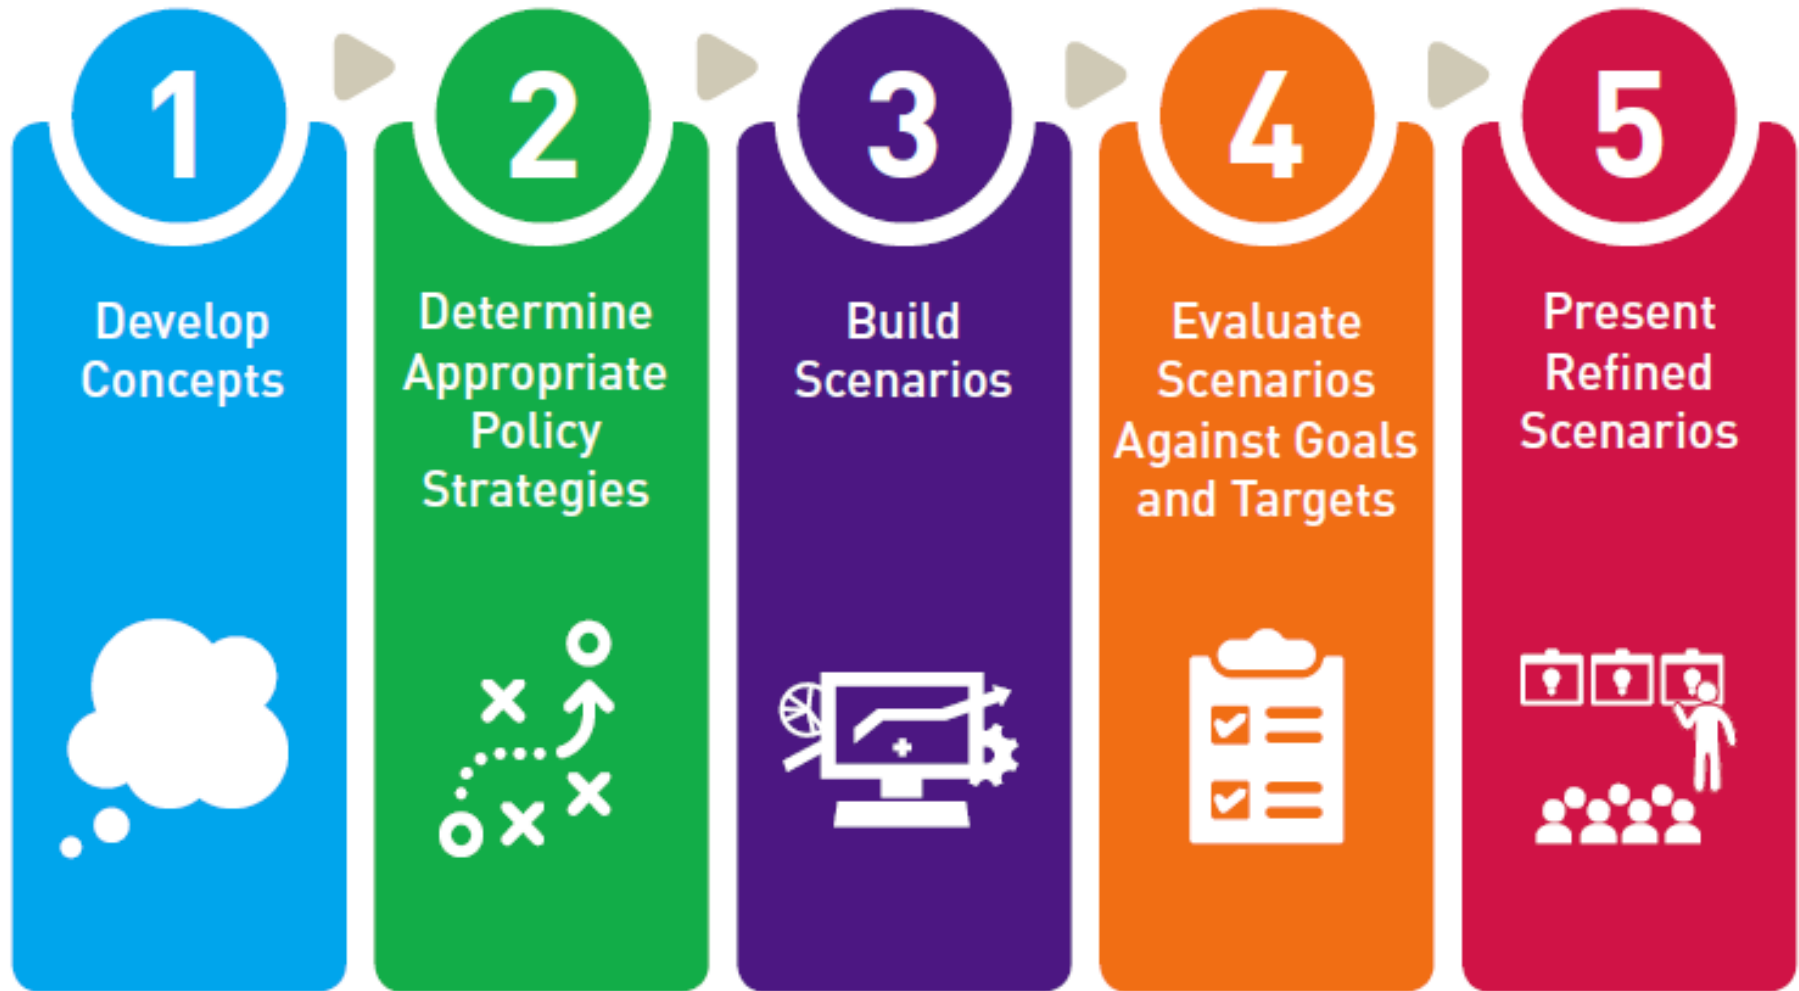 1
Develop
Concepts
2
Determine
Appropriate
Policy
Strategies
3
Build
Scenarios
4
Evaluate
Scenarios
Against Goals
and Targets
5
Present
Refined
Scenarios